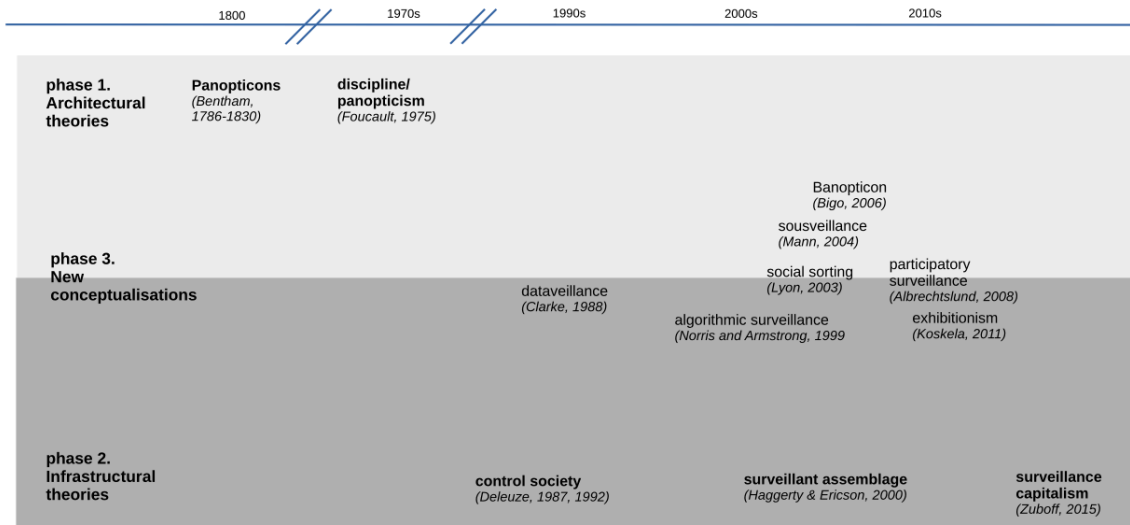 1800
1970s
1990s
2000s
2010s
phase 1.
Architectural
theories
Panopticons
(Bentham,
1786-1830)
discipline/
panopticism
(Foucault, 1975)
Banopticon
(Bigo, 2006)
sousveillance
(Mann, 2004)
phase 3.
New
conceptualisations
social sorting
(Lyon, 2003)
participatory
surveillance
(Albrechtslund, 2008)
dataveillance
(Clarke, 1988)
algorithmic surveillance
(Norris and Armstrong, 1999
exhibitionism
(Koskela, 2011)
phase 2.
Infrastructural
theories
control society
(Deleuze, 1987, 1992)
surveillant assemblage
(Haggerty & Ericson, 2000)
surveillance
capitalism
(Zuboff, 2015)